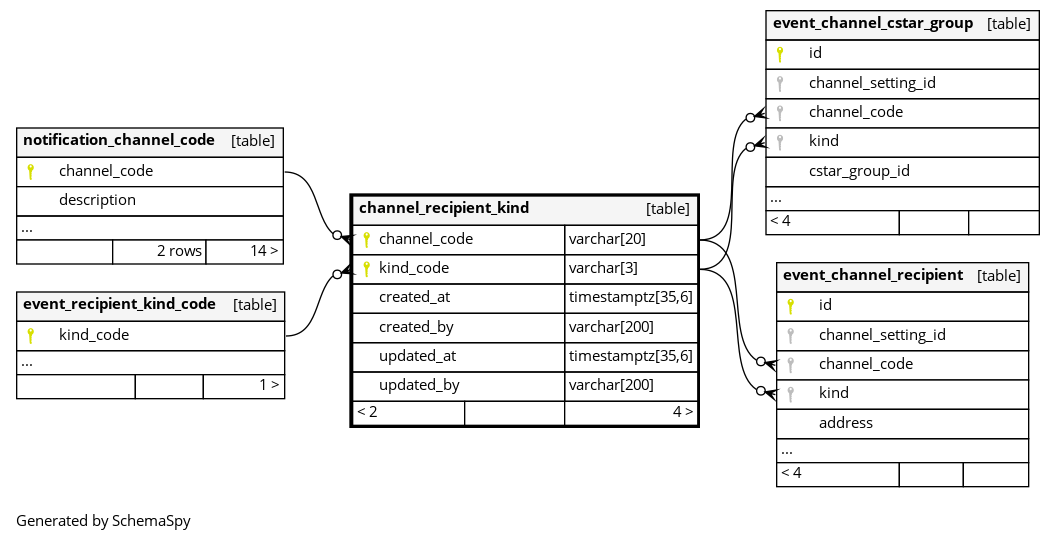 event_channel_cstar_group [table]
id
channel_setting_id
channel_code
kind
cstar_group_id
...
< 4
notification_channel_code [table]
channel_code
description
...
2 rows 14 >
channel_recipient_kind [table]
channel_code varchar[20]
kind_code varchar[3]
created_at timestamptz[35,6]
created_by varchar[200]
updated_at timestamptz[35,6]
updated_by varchar[200]
< 2 4 >
event_recipient_kind_code [table]
kind_code
...
1 >
event_channel_recipient [table]
id
channel_setting_id
channel_code
kind
address
...
< 4
Generated by SchemaSpy